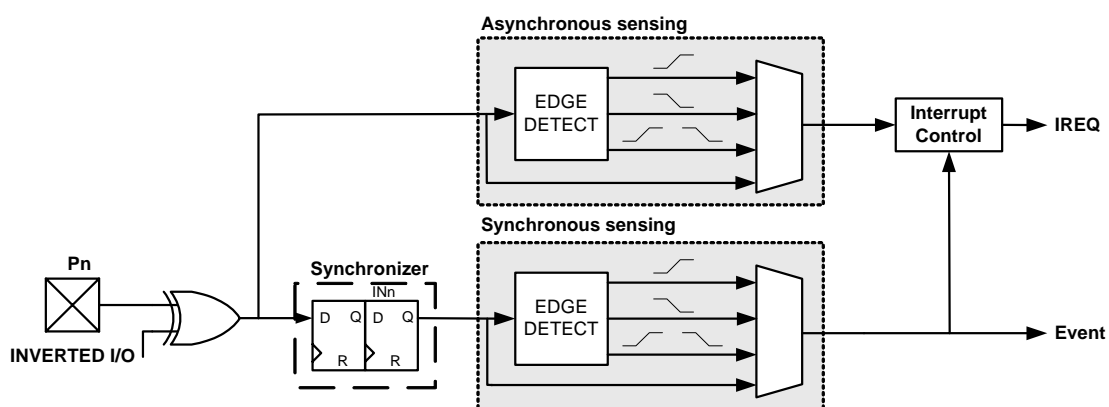 Asynchronous sensing
EDGE
DETECT
Interrupt
Control
IREQ
Synchronous sensing
Pn
Synchronizer
INn
D Q D Q
R R
EDGE
DETECT
INVERTED I/O
Event